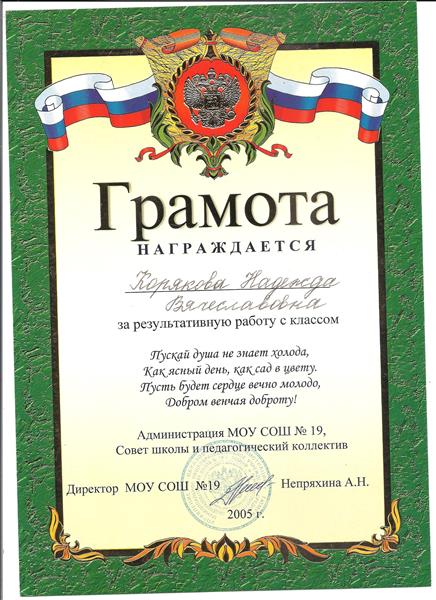 Грамота
НАГРАЖДАЕТСЯ
Корякова Надежда
Вячеславовна
за результативную работу с классом
Пускай душа не знает холода,
Как ясный день, как сад в цвету.
Пусть будет сердце вечно молодо,
Добром венчая доброту!
Администрация МОУ СОШ № 19,
Совет школы и педагогический коллектив
Директор МОУ СОШ №19 Непряхина А.Н.
2005 г.